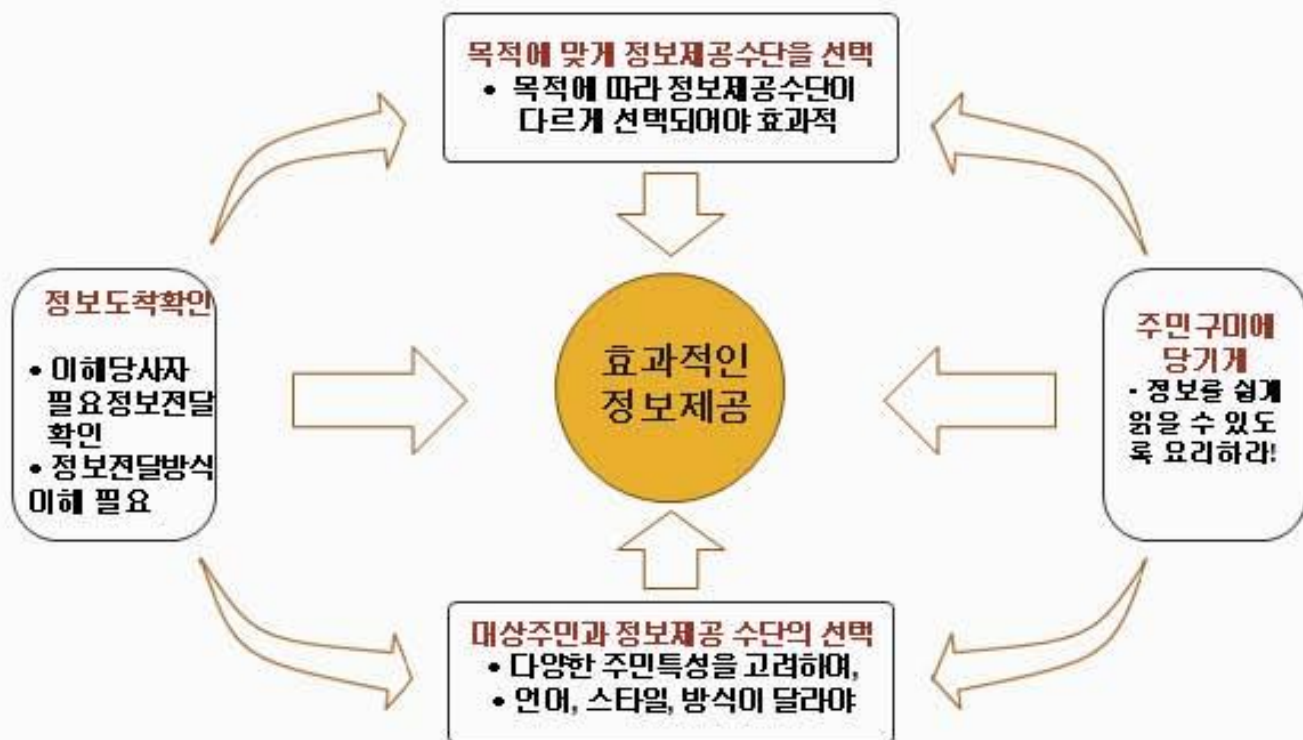 목적에 맞게 정보제공수단을 선택
• 목적에 따라 정보제공수단이
다르게 선택되어야 효과적
정보도착확인
• 이해당사자
필요정보전달
확인
• 정보전달방식
이해 필요
효과적인
정보제공
주민구미에
당기게
- 정보를 쉽게
읽을 수 있도
록 요리하라!
대상주민과 정보제공 수단의 선택
• 다양한 주민특성을 고려하며,
• 언어, 스타일, 방식이 달라야